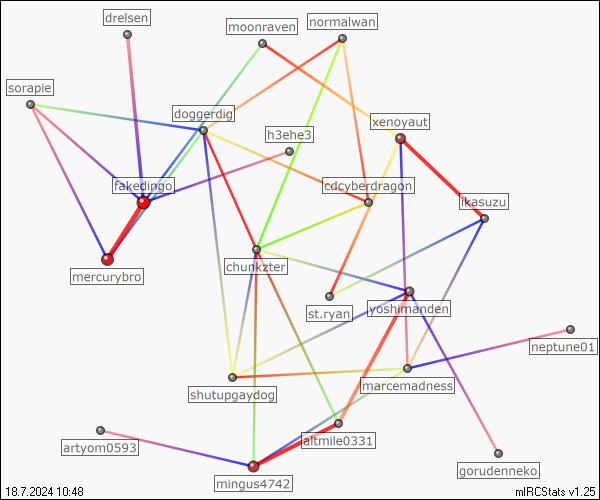 drelsen
moonraven
normalwan
sorapie
doggerdig
xenoyaut
h3ehe3
fakedingo
cdcyberdragon
ikasuzu
chunkzter
mercurybro
st.ryan
yoshimanden
neptune01
shutupgaydog
marcemadness
artyom0593
altmile0331
gorudenneko
mingus4742
18.7.2024 10:48
mIRCStats v1.25